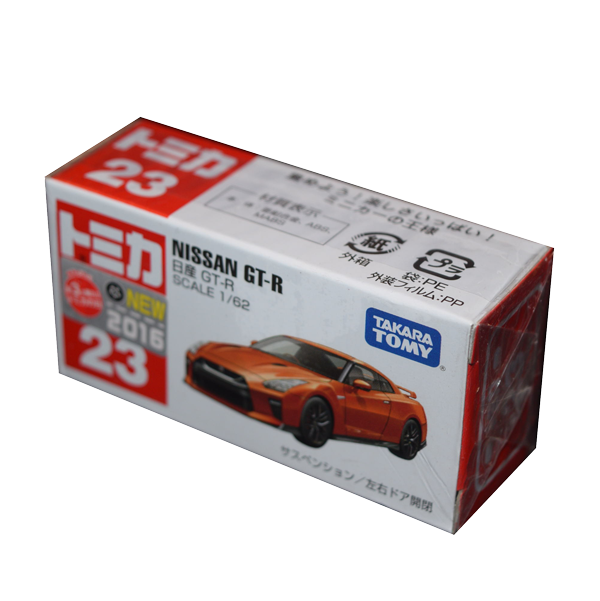 トミカ
23
集めよう！楽しさいっぱい！
ミニカーの王様
材質表示
MABS
紙
外箱
プラ
袋:PE
外装フィルム:PP
トミカ
NEW
2016
23
NISSAN GT-R
日産 GT-R
SCALE 1/62
TAKARA
TOMY
®
サスペンション/左右ドア開閉